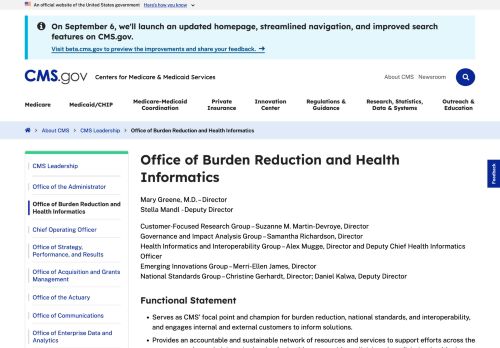 An official website of the United States government Here's how you know
On September 6, we'll launch an updated homepage, streamlined navigation, and improved search
features on CMS.gov.
Visit beta.cms.gov to preview the improvements and share your feedback.
CMS.gov Centers for Medicare & Medicaid Services
About CMS Newsroom
Medicare
Medicaid/CHIP
Medicare-Medicaid
Coordination
Private
Insurance
Innovation
Center
Regulations &
Guidance
Research, Statistics,
Data & Systems
Outreach &
Education
About CMS > CMS Leadership > Office of Burden Reduction and Health Informatics
CMS Leadership
Office of the Administrator
Office of Burden Reduction and
Health Informatics
Chief Operating Officer
Office of Strategy,
Performance, and Results
Office of Acquisition and Grants
Management
Office of the Actuary
Office of Communications
Office of Enterprise Data and
Analytics
Office of Burden Reduction and Health
Informatics
Mary Greene, M.D. – Director
Stella Mandl - Deputy Director
Customer-Focused Research Group – Suzanne M. Martin-Devroye, Director
Governance and Impact Analysis Group – Samantha Richardson, Director
Health Informatics and Interoperability Group – Alex Mugge, Director and Deputy Chief Health Informatics
Officer
Emerging Innovations Group – Merri-Ellen James, Director
National Standards Group – Christine Gerhardt, Director; Daniel Kalwa, Deputy Director
Functional Statement
• Serves as CMS' focal point and champion for burden reduction, national standards, and interoperability,
and engages internal and external customers to inform solutions.
• Provides an accountable and sustainable network of resources and services to support efforts across the
Feedback